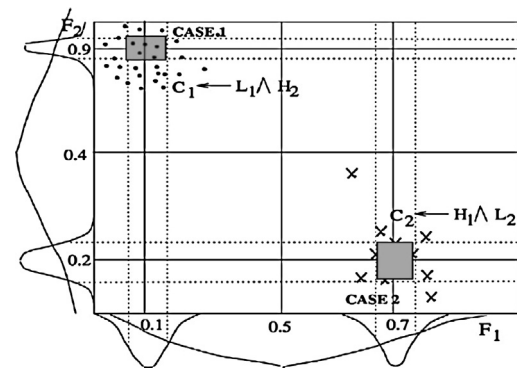 F2
CASE.1
0.9
C1 ← L1 ∧ H2
0.4
C2 ← H1 ∧ L2
0.2
CASE 2
0.1 0.5 0.7 F1